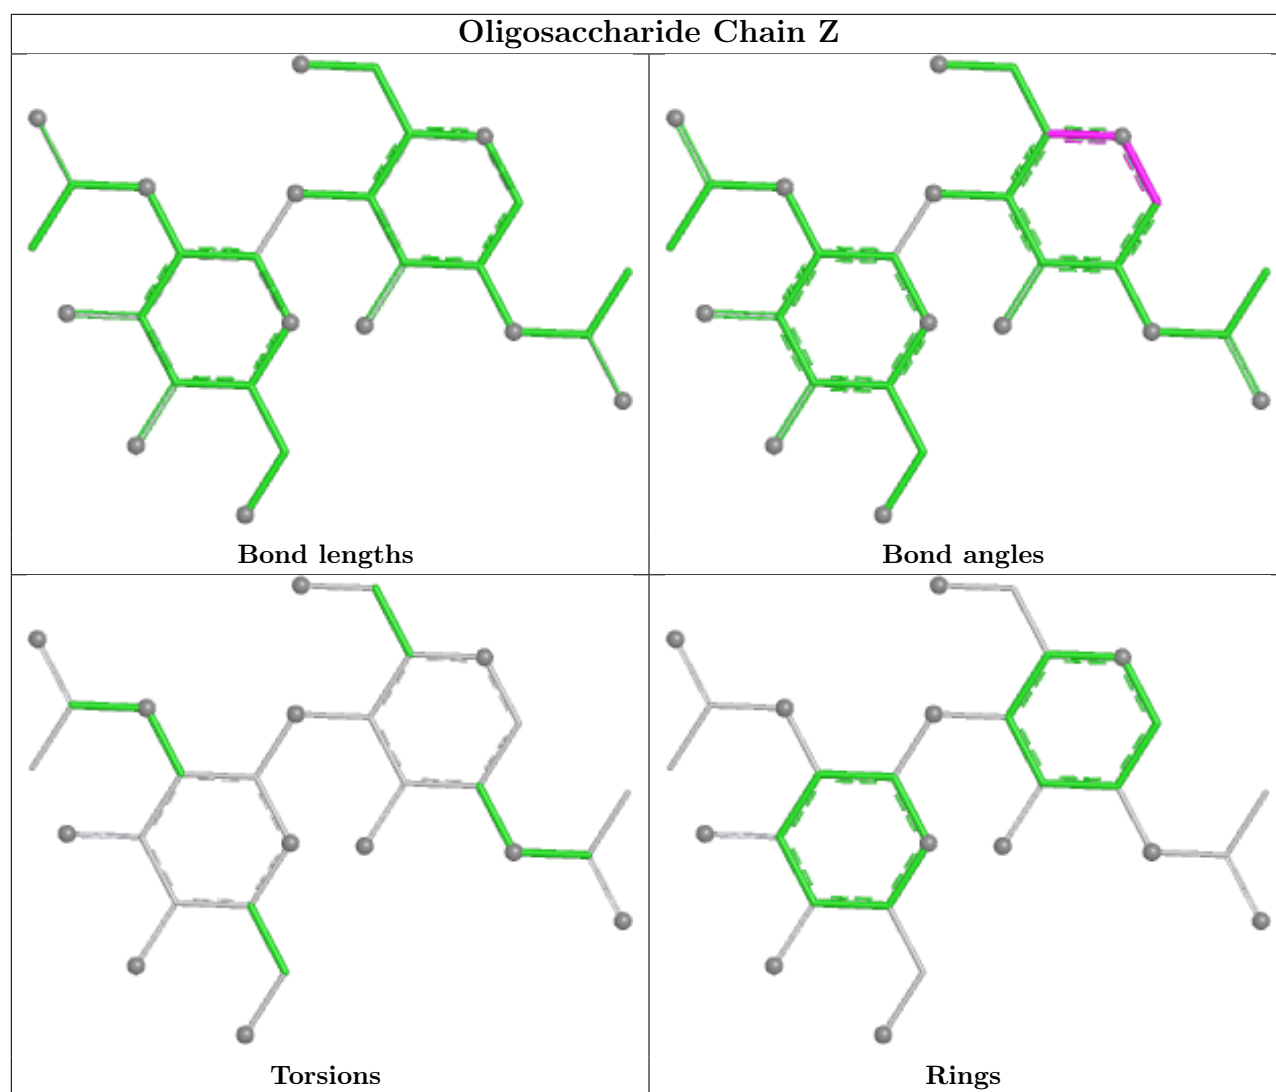 Oligosaccharide Chain Z
Bond lengths
Bond angles
Torsions
Rings